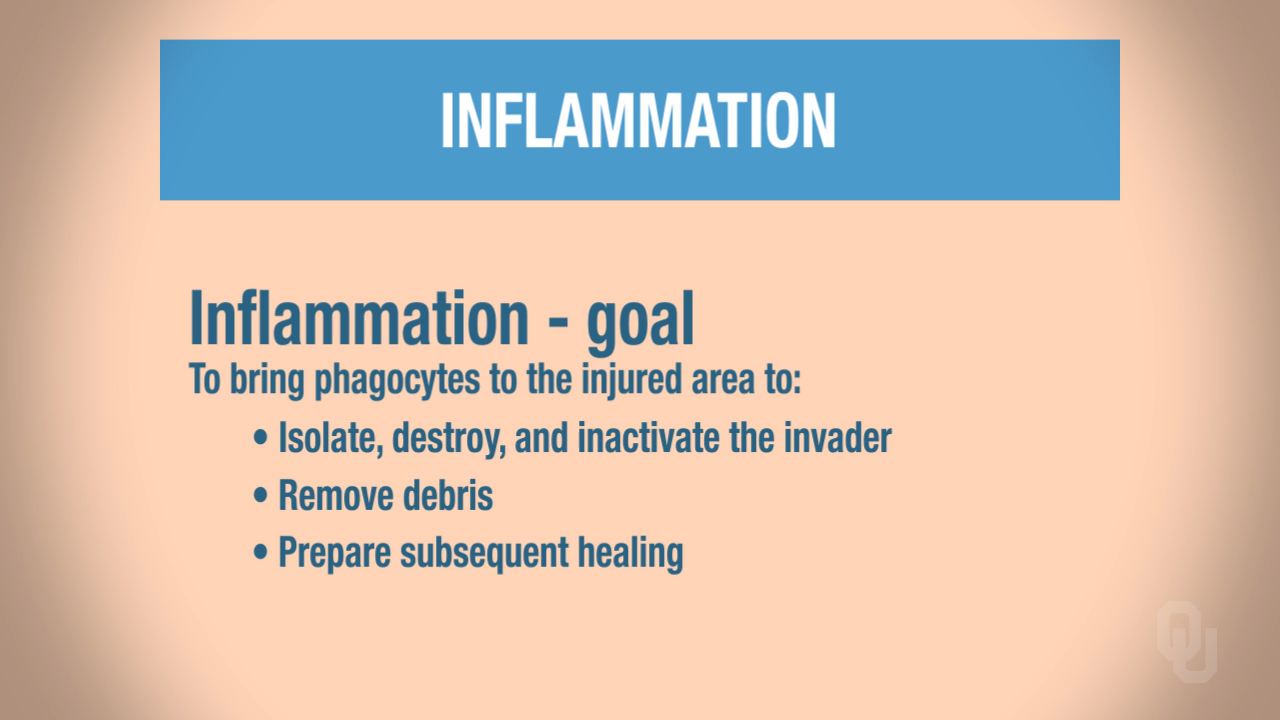 INFLAMMATION
Inflammation - goal
To bring phagocytes to the injured area to:
• Isolate, destroy, and inactivate the invader
• Remove debris
• Prepare subsequent healing
OU